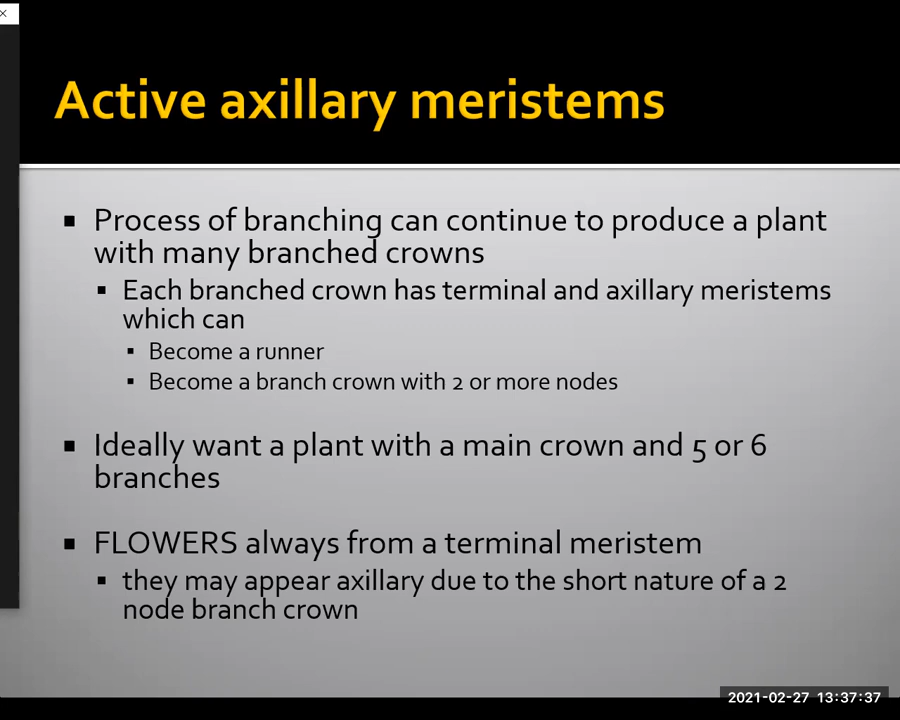 Active axillary meristems
Process of branching can continue to produce a plant
with many branched crowns
Each branched crown has terminal and axillary meristems
which can
Become a runner
Become a branch crown with 2 or more nodes
Ideally want a plant with a main crown and 5 or 6
branches
FLOWERS always from a terminal meristem
they may appear axillary due to the short nature of a 2
node branch crown
2021-02-27 13:37:37